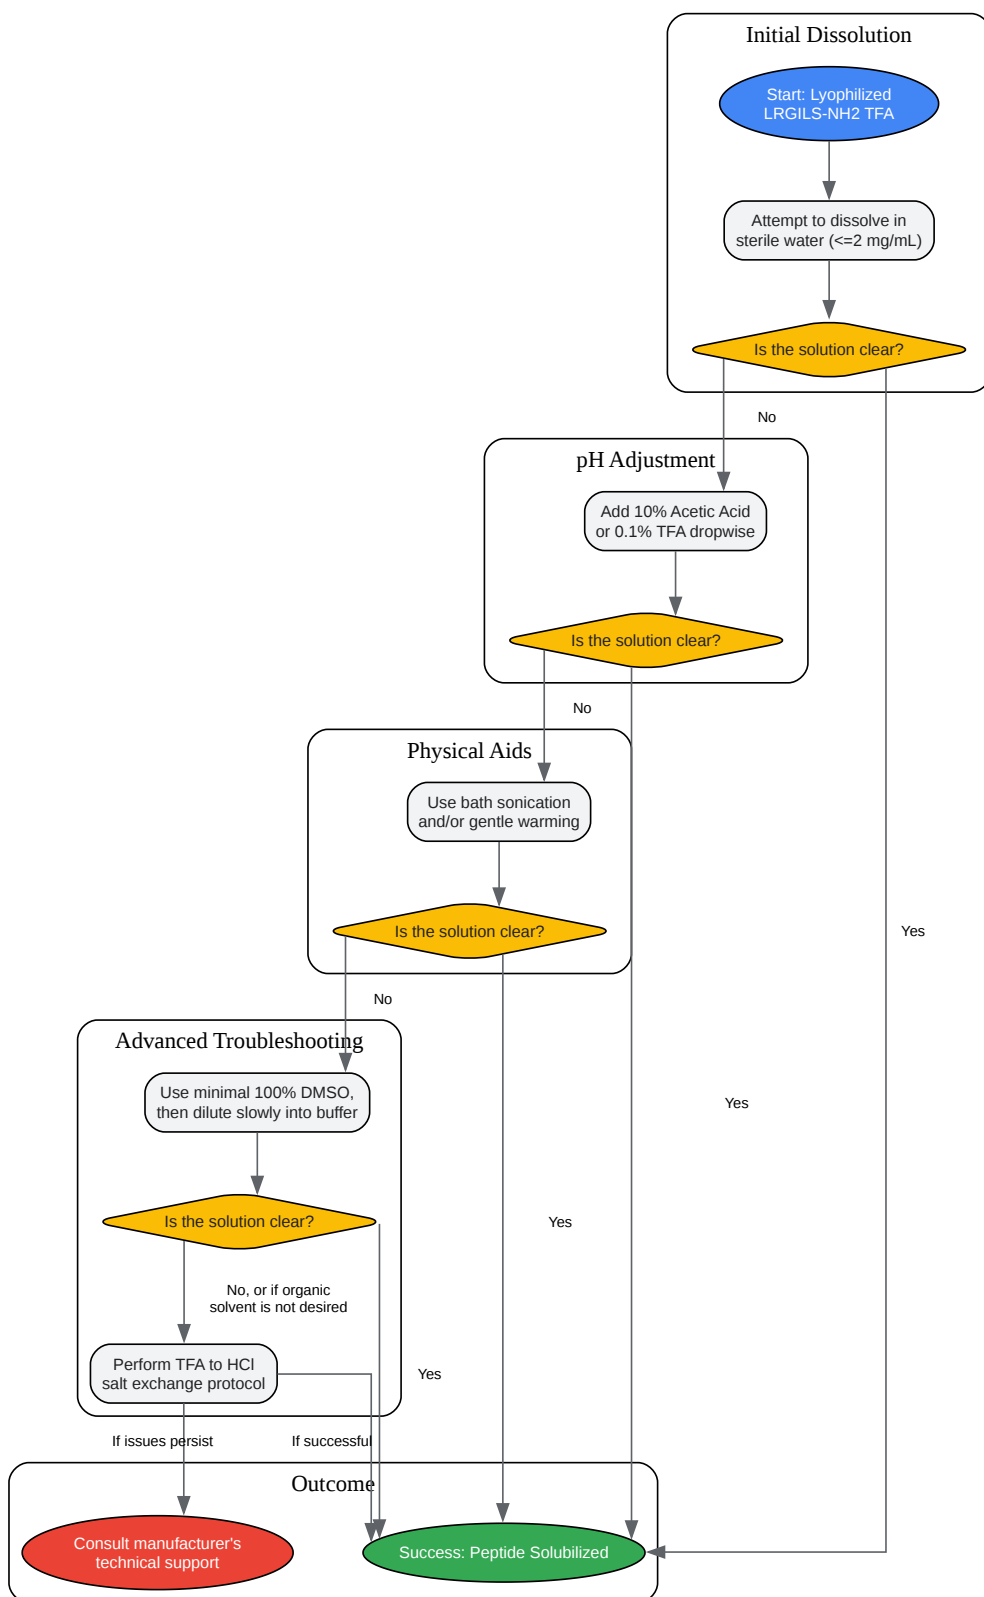 Initial Dissolution
Start: Lyophilized
LRGILS-NH2 TFA
Attempt to dissolve in
sterile water (<=2 mg/mL)
Is the solution clear?
No
pH Adjustment
Add 10% Acetic Acid
or 0.1% TFA dropwise
Is the solution clear?
No
Physical Aids
Use bath sonication
and/or gentle warming
Is the solution clear?
Yes
No
Advanced Troubleshooting
Use minimal 100% DMSO,
then dilute slowly into buffer
Yes
Is the solution clear?
Yes
No, or if organic
solvent is not desired
Perform TFA to HCl
salt exchange protocol
Yes
If issues persist
If successful
Outcome
Consult manufacturer's
technical support
Success: Peptide Solubilized